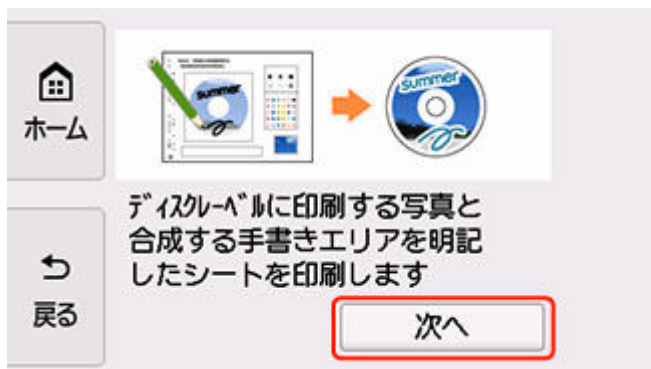 ホーム
summer
summer
ディスクレーベルに印刷する写真と
合成する手書きエリアを明記
したシートを印刷します
戻る
次へ